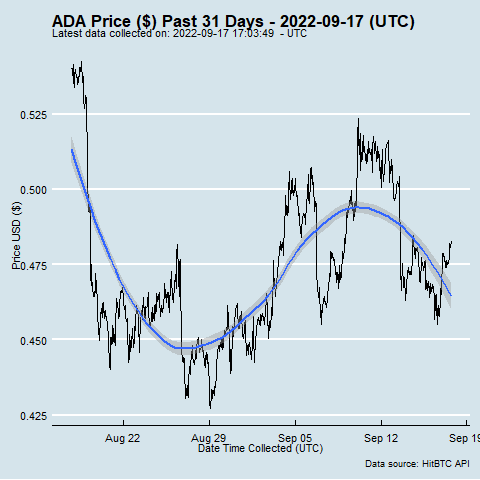 ADA Price ($) Past 31 Days - 2022-09-17 (UTC)
Latest data collected on: 2022-09-17 17:03:49 - UTC
Price USD ($)
0.525
0.500
0.475
0.450
0.425
Aug 22 Aug 29 Sep 05 Sep 12 Sep 19
Date Time Collected (UTC)
Data source: HitBTC API